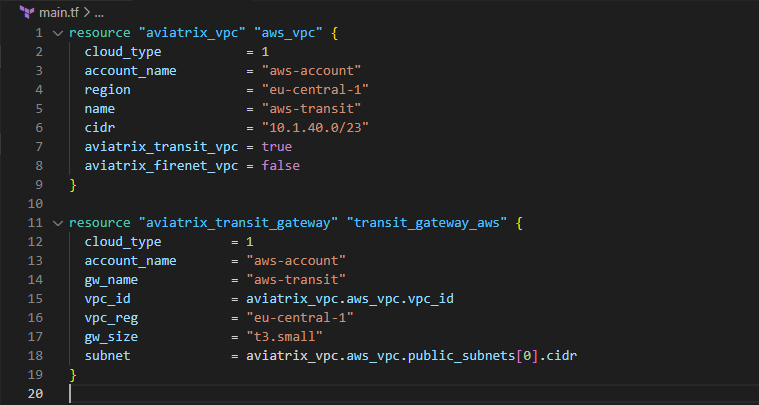 main.tf > ...
1 resource "aviatrix_vpc" "aws_vpc" {
2   cloud_type           = 1
3   account_name         = "aws-account"
4   region               = "eu-central-1"
5   name                 = "aws-transit"
6   cidr                 = "10.1.40.0/23"
7   aviatrix_transit_vpc = true
8   aviatrix_firenet_vpc = false
9 }
10
11 resource "aviatrix_transit_gateway" "transit_gateway_aws" {
12   cloud_type         = 1
13   account_name       = "aws-account"
14   gw_name            = "aws-transit"
15   vpc_id             = aviatrix_vpc.aws_vpc.vpc_id
16   vpc_reg            = "eu-central-1"
17   gw_size            = "t3.small"
18   subnet             = aviatrix_vpc.aws_vpc.public_subnets[0].cidr
19 }
20